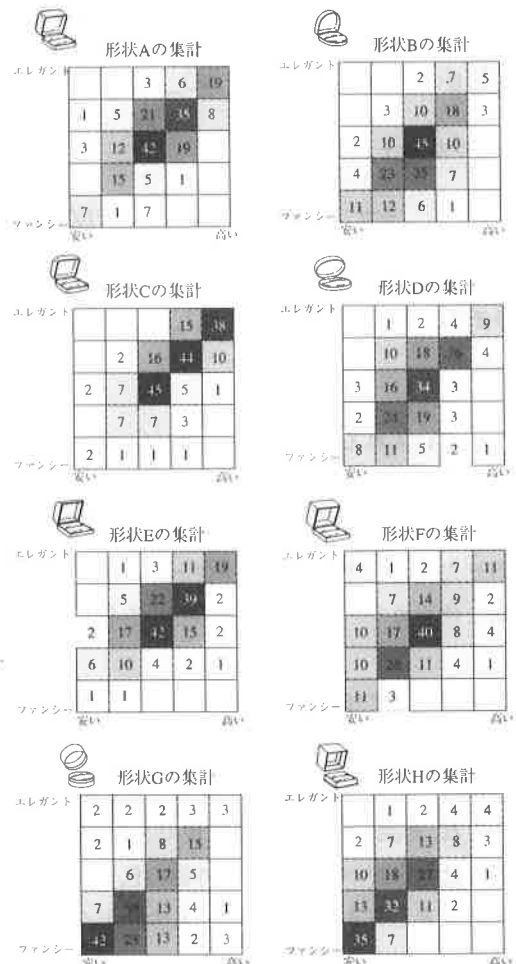 形状Aの集計
エレガント
3 6 19
1 5 21 35 8
3 12 42 19
15 5 1
7 1 7
ファンシー
安い 高い
形状Bの集計
2 7 5
3 10 18 3
2 10 45 10
4 23 25 7
11 12 6 1
ファンシー
安い 高い
形状Cの集計
エレガント
15 38
2 16 44 10
2 7 45 5 1
7 7 3
2 1 1 1
ファンシー
安い 高い
形状Dの集計
エレガント
1 2 4 9
10 18 4
3 16 34 3
2 19 3
8 11 5 2 1
ファンシー
安い 高い
形状Eの集計
エレガント
1 3 11 19
5 22 39 2
2 17 42 15 2
6 10 4 2 1
1 1
ファンシー
安い 高い
形状Fの集計
エレガント
4 1 2 7 11
7 14 9 2
10 17 40 8 4
10 11 4 1
11 3
ファンシー
安い 高い
形状Gの集計
エレガント
2 2 2 3 3
2 1 8 15
6 17 5
7 13 4 1
42 13 2 3
ファンシー
安い 高い
形状Hの集計
エレガント
1 2 4 4
2 7 13 8 3
10 18 27 4 1
13 32 11 2
35 7
ファンシー
安い 高い